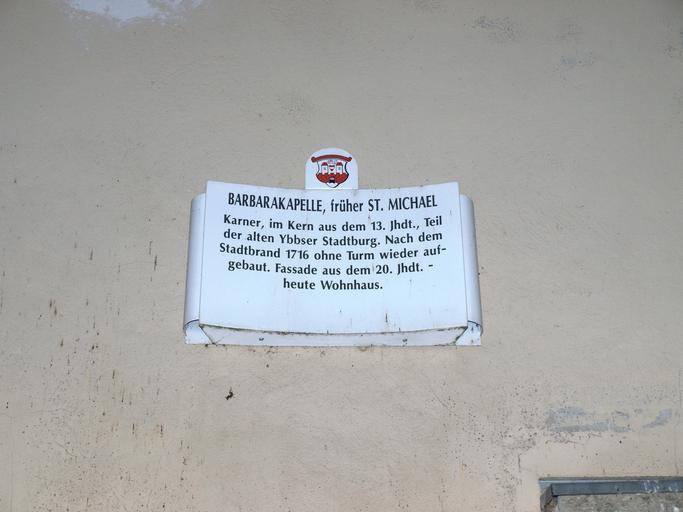 BARBARAKAPELLE, früher ST. MICHAEL
Karner, im Kern aus dem 13. Jhdt., Teil
der alten Ybbser Stadtburg. Nach dem
Stadtbrand 1716 ohne Turm wieder auf-
gebaut. Fassade aus dem 20. Jhdt. -
heute Wohnhaus.